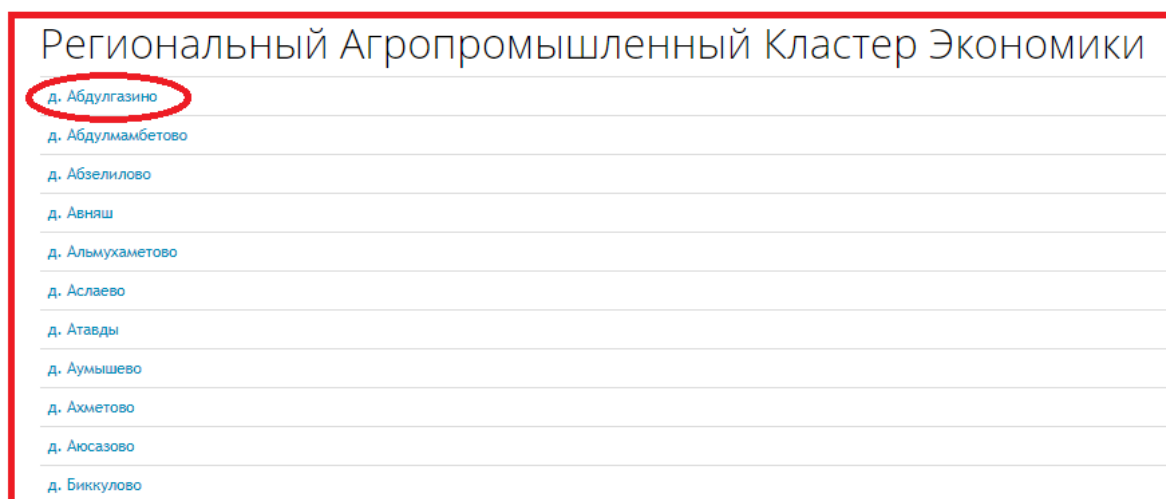 Региональный Агропромышленный Кластер Экономики
д. Абдулгазино
д. Абдулмамбетово
д. Абзелилово
д. Авняш
д. Альмухаметово
д. Аслаево
д. Атавды
д. Аумышево
д. Ахметово
д. Аюсазово
д. Биккулово